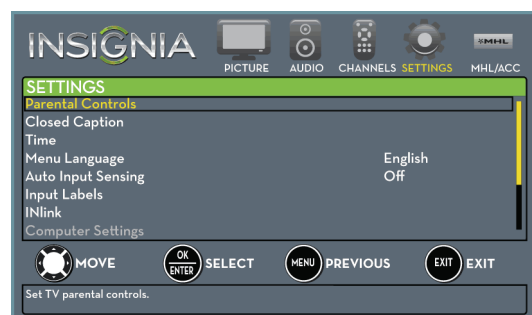 INSIGNIA
PICTURE AUDIO CHANNELS SETTINGS MHL MHL/ACC
SETTINGS
Parental Controls
Closed Caption
Time
Menu Language English
Auto Input Sensing Off
Input Labels
INlink
Computer Settings
MOVE OK ENTER SELECT MENU PREVIOUS EXIT EXIT
Set TV parental controls.